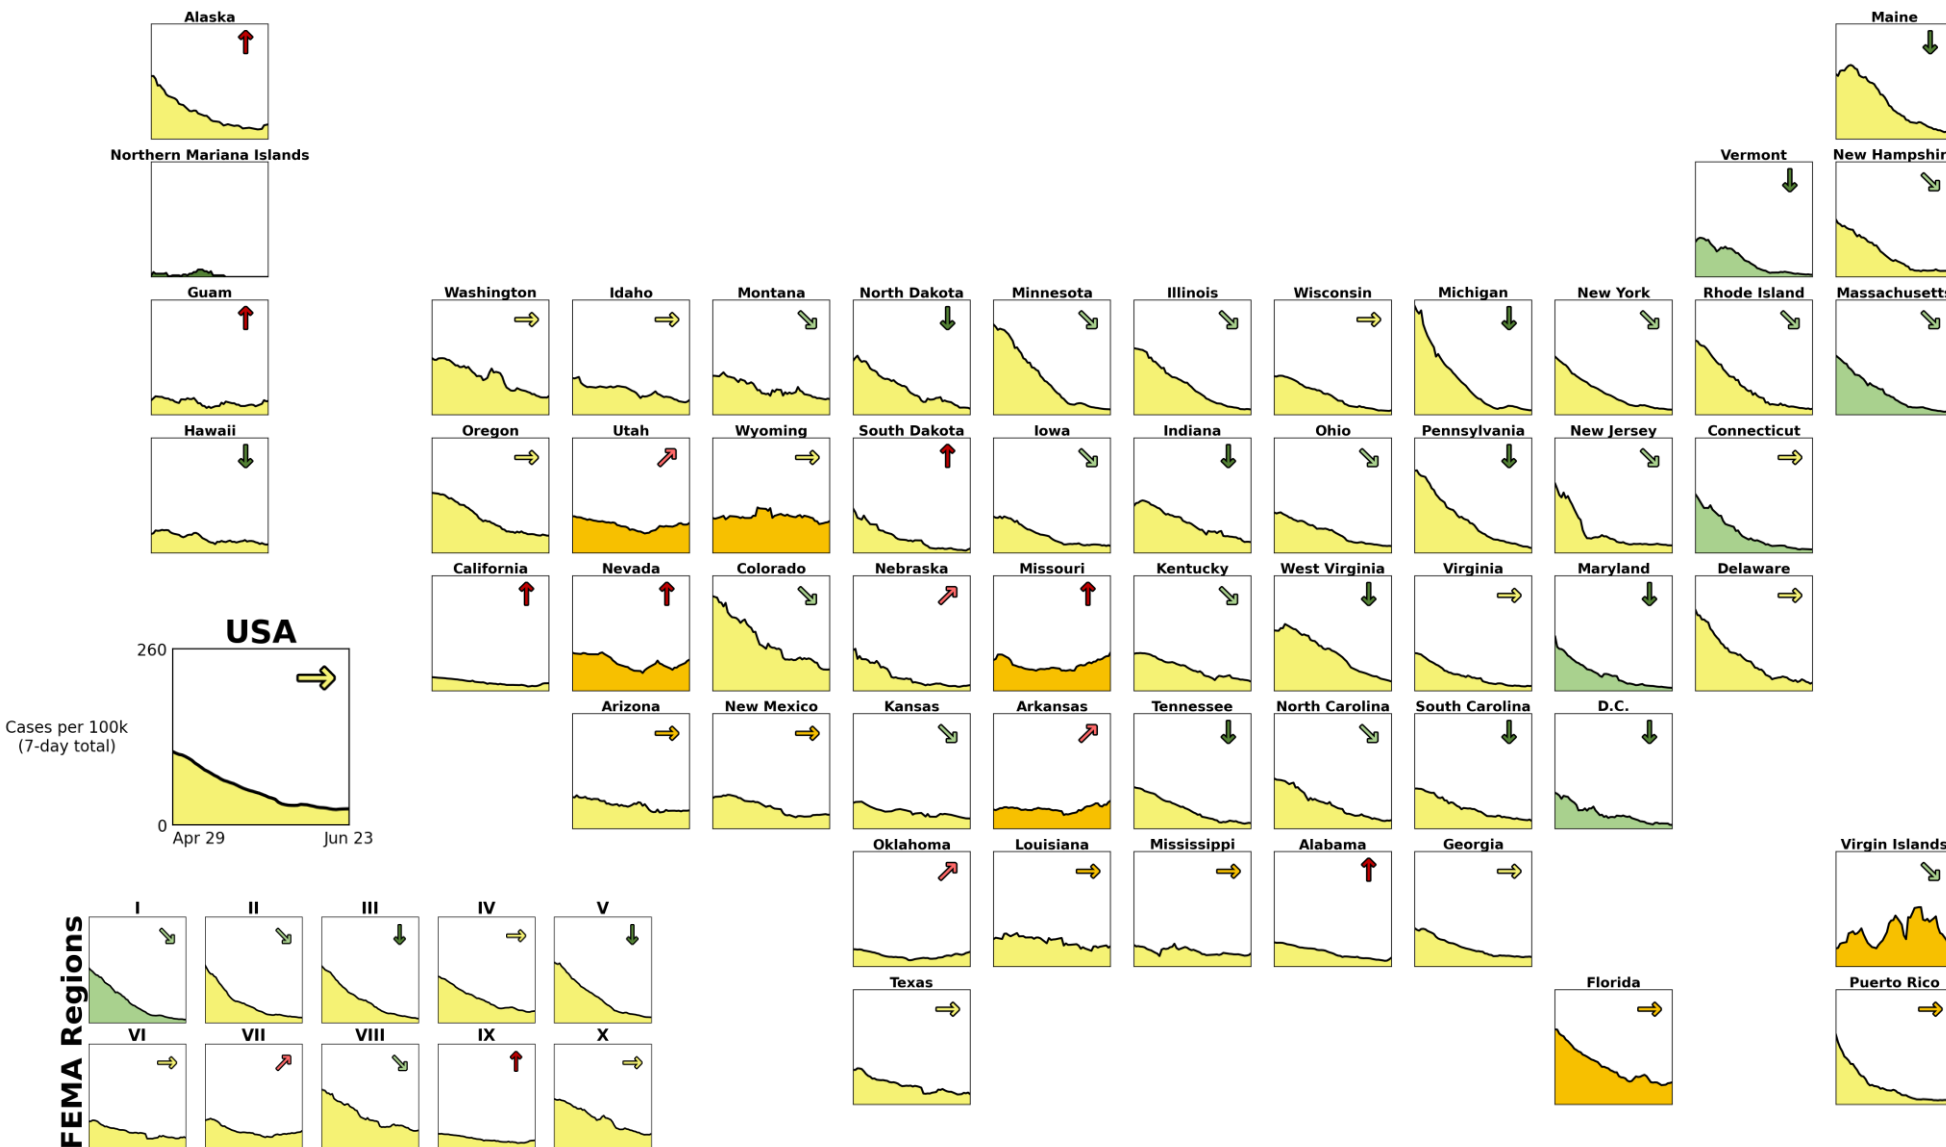 Alaska
Maine
Northern Mariana Islands
Vermont
New Hampshir
Guam
Washington
Idaho
Montana
North Dakota
Minnesota
Illinois
Wisconsin
Michigan
New York
Rhode Island
Massachusetts
Hawaii
Oregon
Utah
Wyoming
South Dakota
Iowa
Indiana
Ohio
Pennsylvania
New Jersey
Connecticut
California
Nevada
Colorado
Nebraska
Missouri
Kentucky
West Virginia
Virginia
Maryland
Delaware
USA
260
Cases per 100k
(7-day total)
0
Apr 29
Jun 23
Arizona
New Mexico
Kansas
Arkansas
Tennessee
North Carolina
South Carolina
D.C.
Oklahoma
Louisiana
Mississippi
Alabama
Georgia
Virgin Islands
Texas
Florida
Puerto Rico
FEMA Regions
I
II
III
IV
V
VI
VII
VIII
IX
X